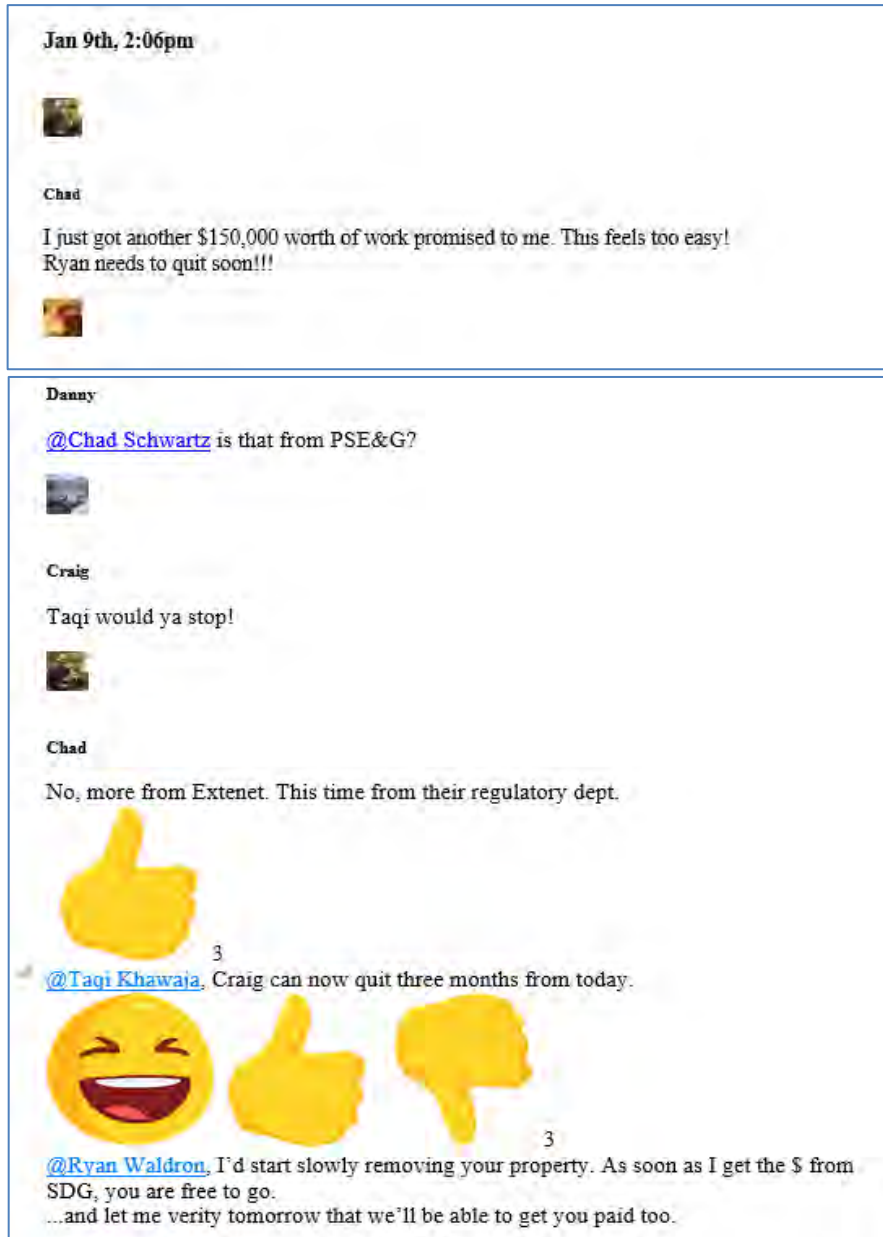 Jan 9th, 2:06pm
Chad
I just got another $150,000 worth of work promised to me. This feels too easy!
Ryan needs to quit soon!!!
Danny
@Chad Schwartz is that from PSE&G?
Craig
Taqi would ya stop!
Chad
No, more from Extenet. This time from their regulatory dept.
3
@Taqi Khawaja, Craig can now quit three months from today.
3
@Ryan Waldron, I'd start slowly removing your property. As soon as I get the $ from
SDG, you are free to go.
...and let me verity tomorrow that we'll be able to get you paid too.